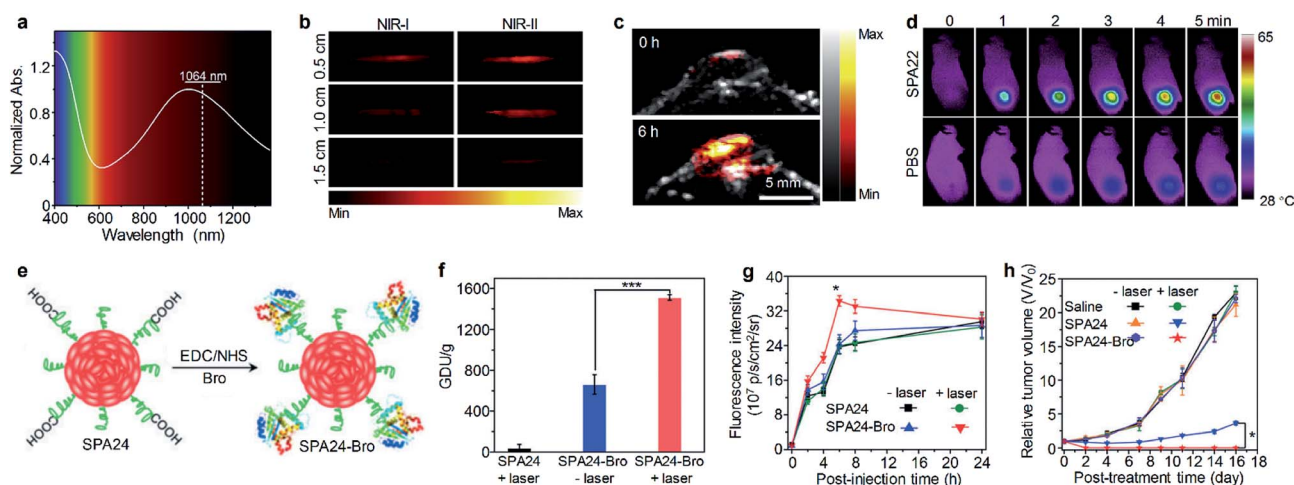 a
Normalized Abs.
1.2
0.8
0.4
0
1064 nm
400 600 800 1000 1200
Wavelength (nm)
b
NIR-I NIR-II
0.5 cm
1.0 cm
1.5 cm
Min Max
c
0 h
6 h
5 mm
Max
Min
d
0 1 2 3 4 5 min
SPA22
PBS
65
28 °C
e
HOOC COOH
HOOC COOH
SPA24
EDC/NHS
Bro
SPA24-Bro
f
GDU/g
1600
1200
800
400
0
***
SPA24 SPA24-Bro SPA24-Bro
+ laser - laser + laser
g
Fluorescence intensity
(10⁷ p/s/cm²/sr)
40
32
24
16
8
0
*
- laser + laser
SPA24
SPA24-Bro
0 4 8 12 16 20 24
Post-injection time (h)
h
Relative tumor volume (V/V₀)
25
20
15
10
5
0
- laser + laser
Saline
SPA24
SPA24-Bro
*
0 2 4 6 8 10 12 14 16 18
Post-treatment time (day)